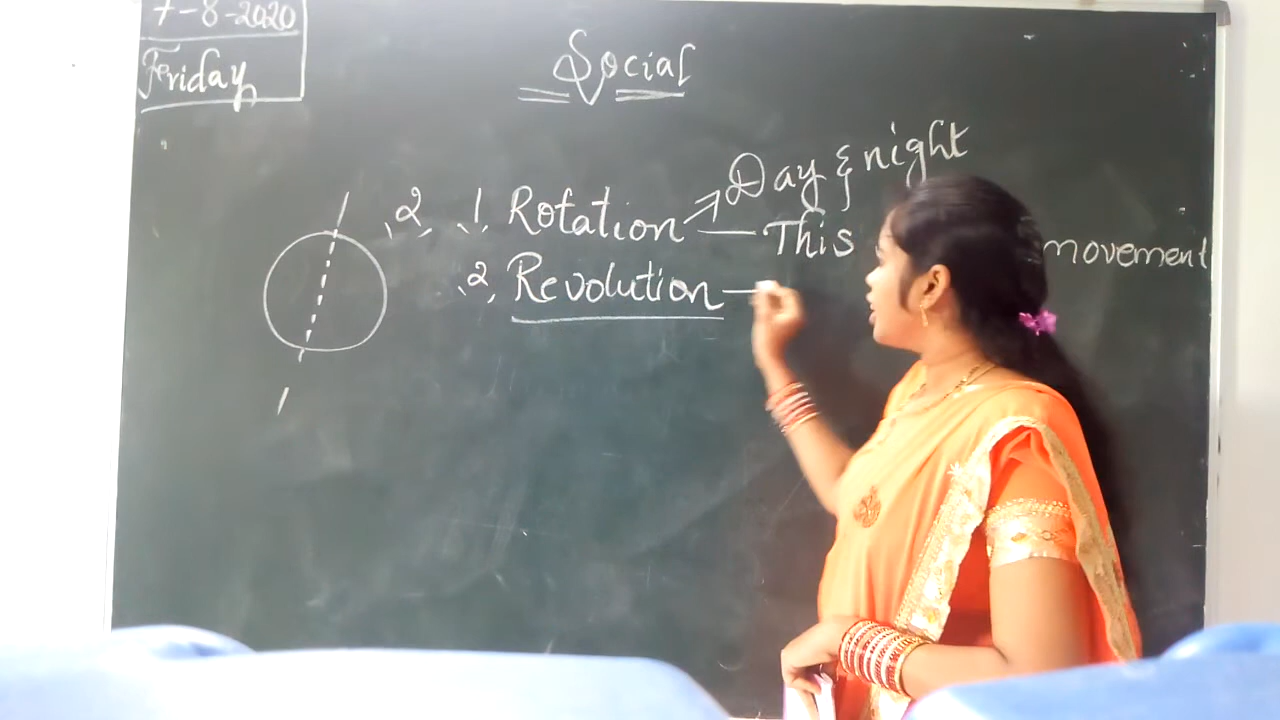 7-8-2020
Friday
Social
Day & night
,2, 1, Rotation
This movement
,2, Revolution